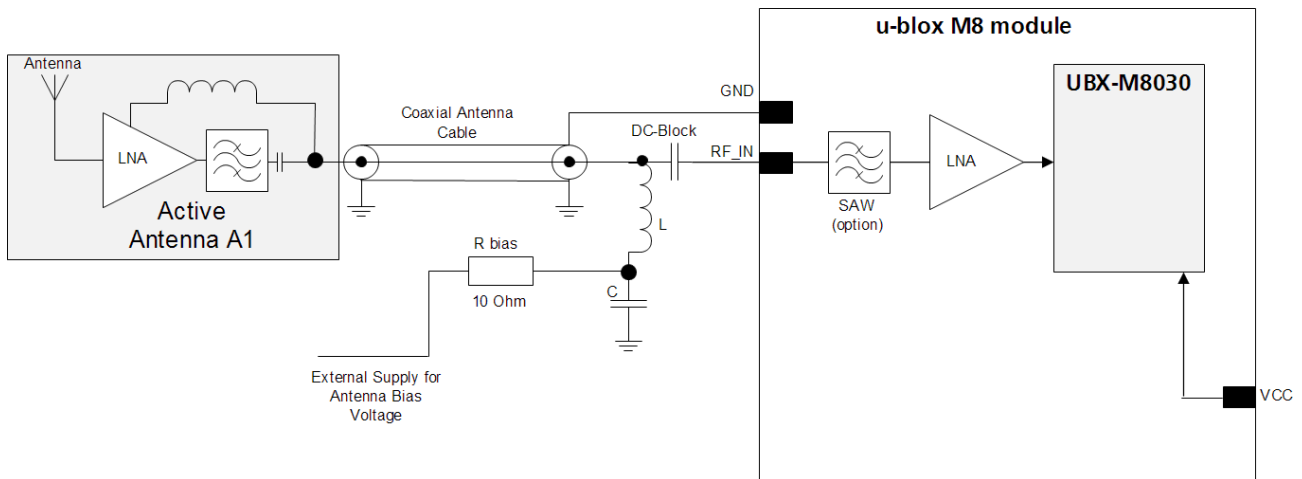 u-blox M8 module
Antenna
LNA
Active
Antenna A1
Coaxial Antenna
Cable
GND
DC-Block
RF_IN
UBX-M8030
SAW
(option)
LNA
L
R bias
10 Ohm
C
External Supply for
Antenna Bias
Voltage
VCC